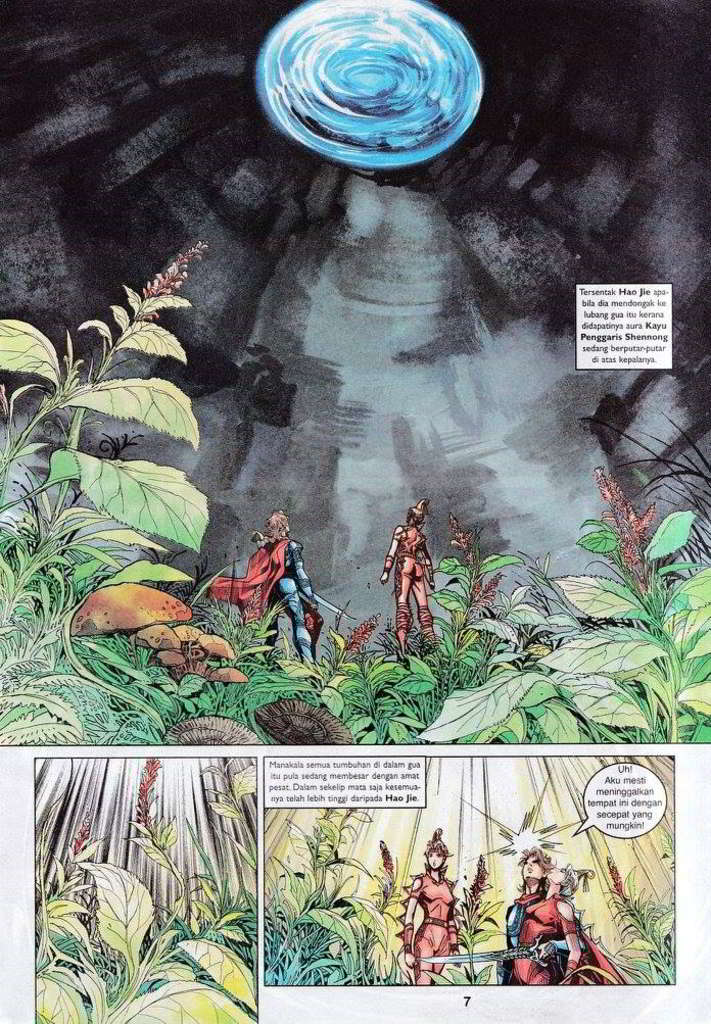 Tersentak Hao Jie apa-
bila dia mendongak ke
lubang gua itu kerana
didapatinya aura Kayu
Penggaris Shennong
sedang berputar-putar
di atas kepalanya.
Manakala semua tumbuhan di dalam gua
itu pula sedang membesar dengan amat
pesat. Dalam sekelip mata saja kesemua-
nya telah lebih tinggi daripada Hao Jie.
Uh!
Aku mesti
meninggalkan
tempat ini dengan
secepat yang
mungkin!
7